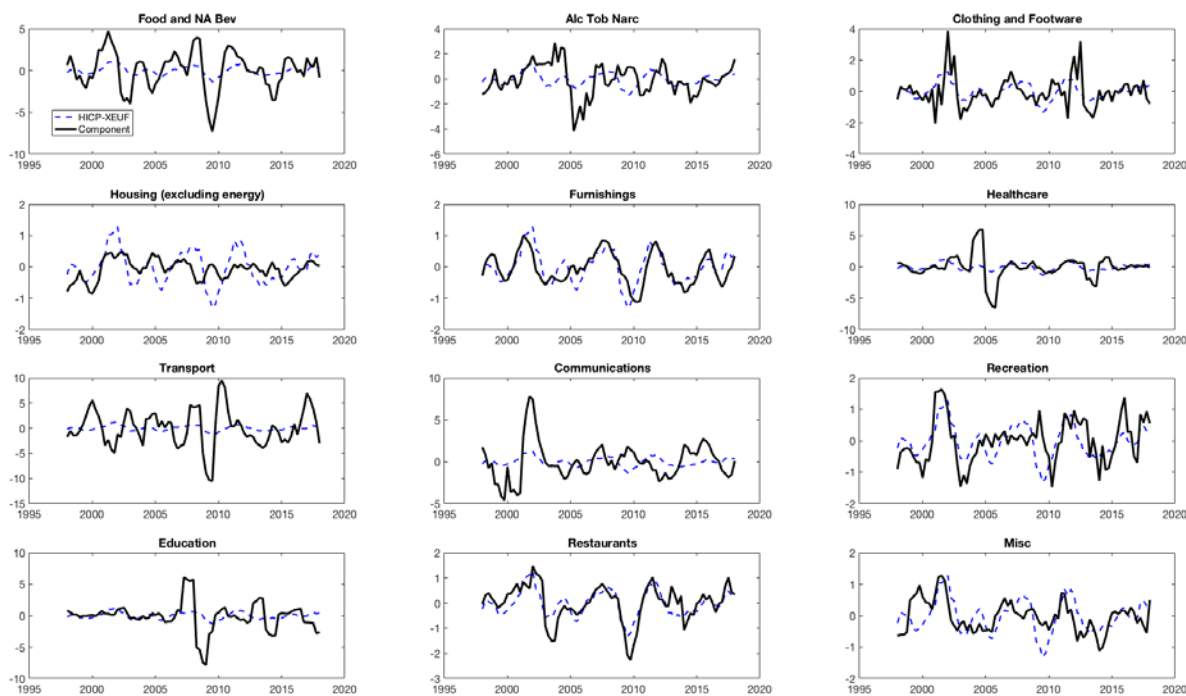 Food and NA Bev
Alc Tob Narc
Clothing and Footware
5
0
-5
-10
HICP-XEUF
Component
1995 2000 2005 2010 2015 2020
4
2
0
-2
-4
-6
1995 2000 2005 2010 2015 2020
4
2
0
-2
-4
1995 2000 2005 2010 2015 2020
Housing (excluding energy)
Furnishings
Healthcare
2
1
0
-1
-2
1995 2000 2005 2010 2015 2020
2
1
0
-1
-2
1995 2000 2005 2010 2015 2020
10
5
0
-5
-10
1995 2000 2005 2010 2015 2020
Transport
Communications
Recreation
10
5
0
-5
-10
-15
1995 2000 2005 2010 2015 2020
10
5
0
-5
1995 2000 2005 2010 2015 2020
2
1
0
-1
-2
1995 2000 2005 2010 2015 2020
Education
Restaurants
Misc
10
5
0
-5
-10
1995 2000 2005 2010 2015 2020
2
1
0
-1
-2
-3
1995 2000 2005 2010 2015 2020
2
1
0
-1
-2
1995 2000 2005 2010 2015 2020